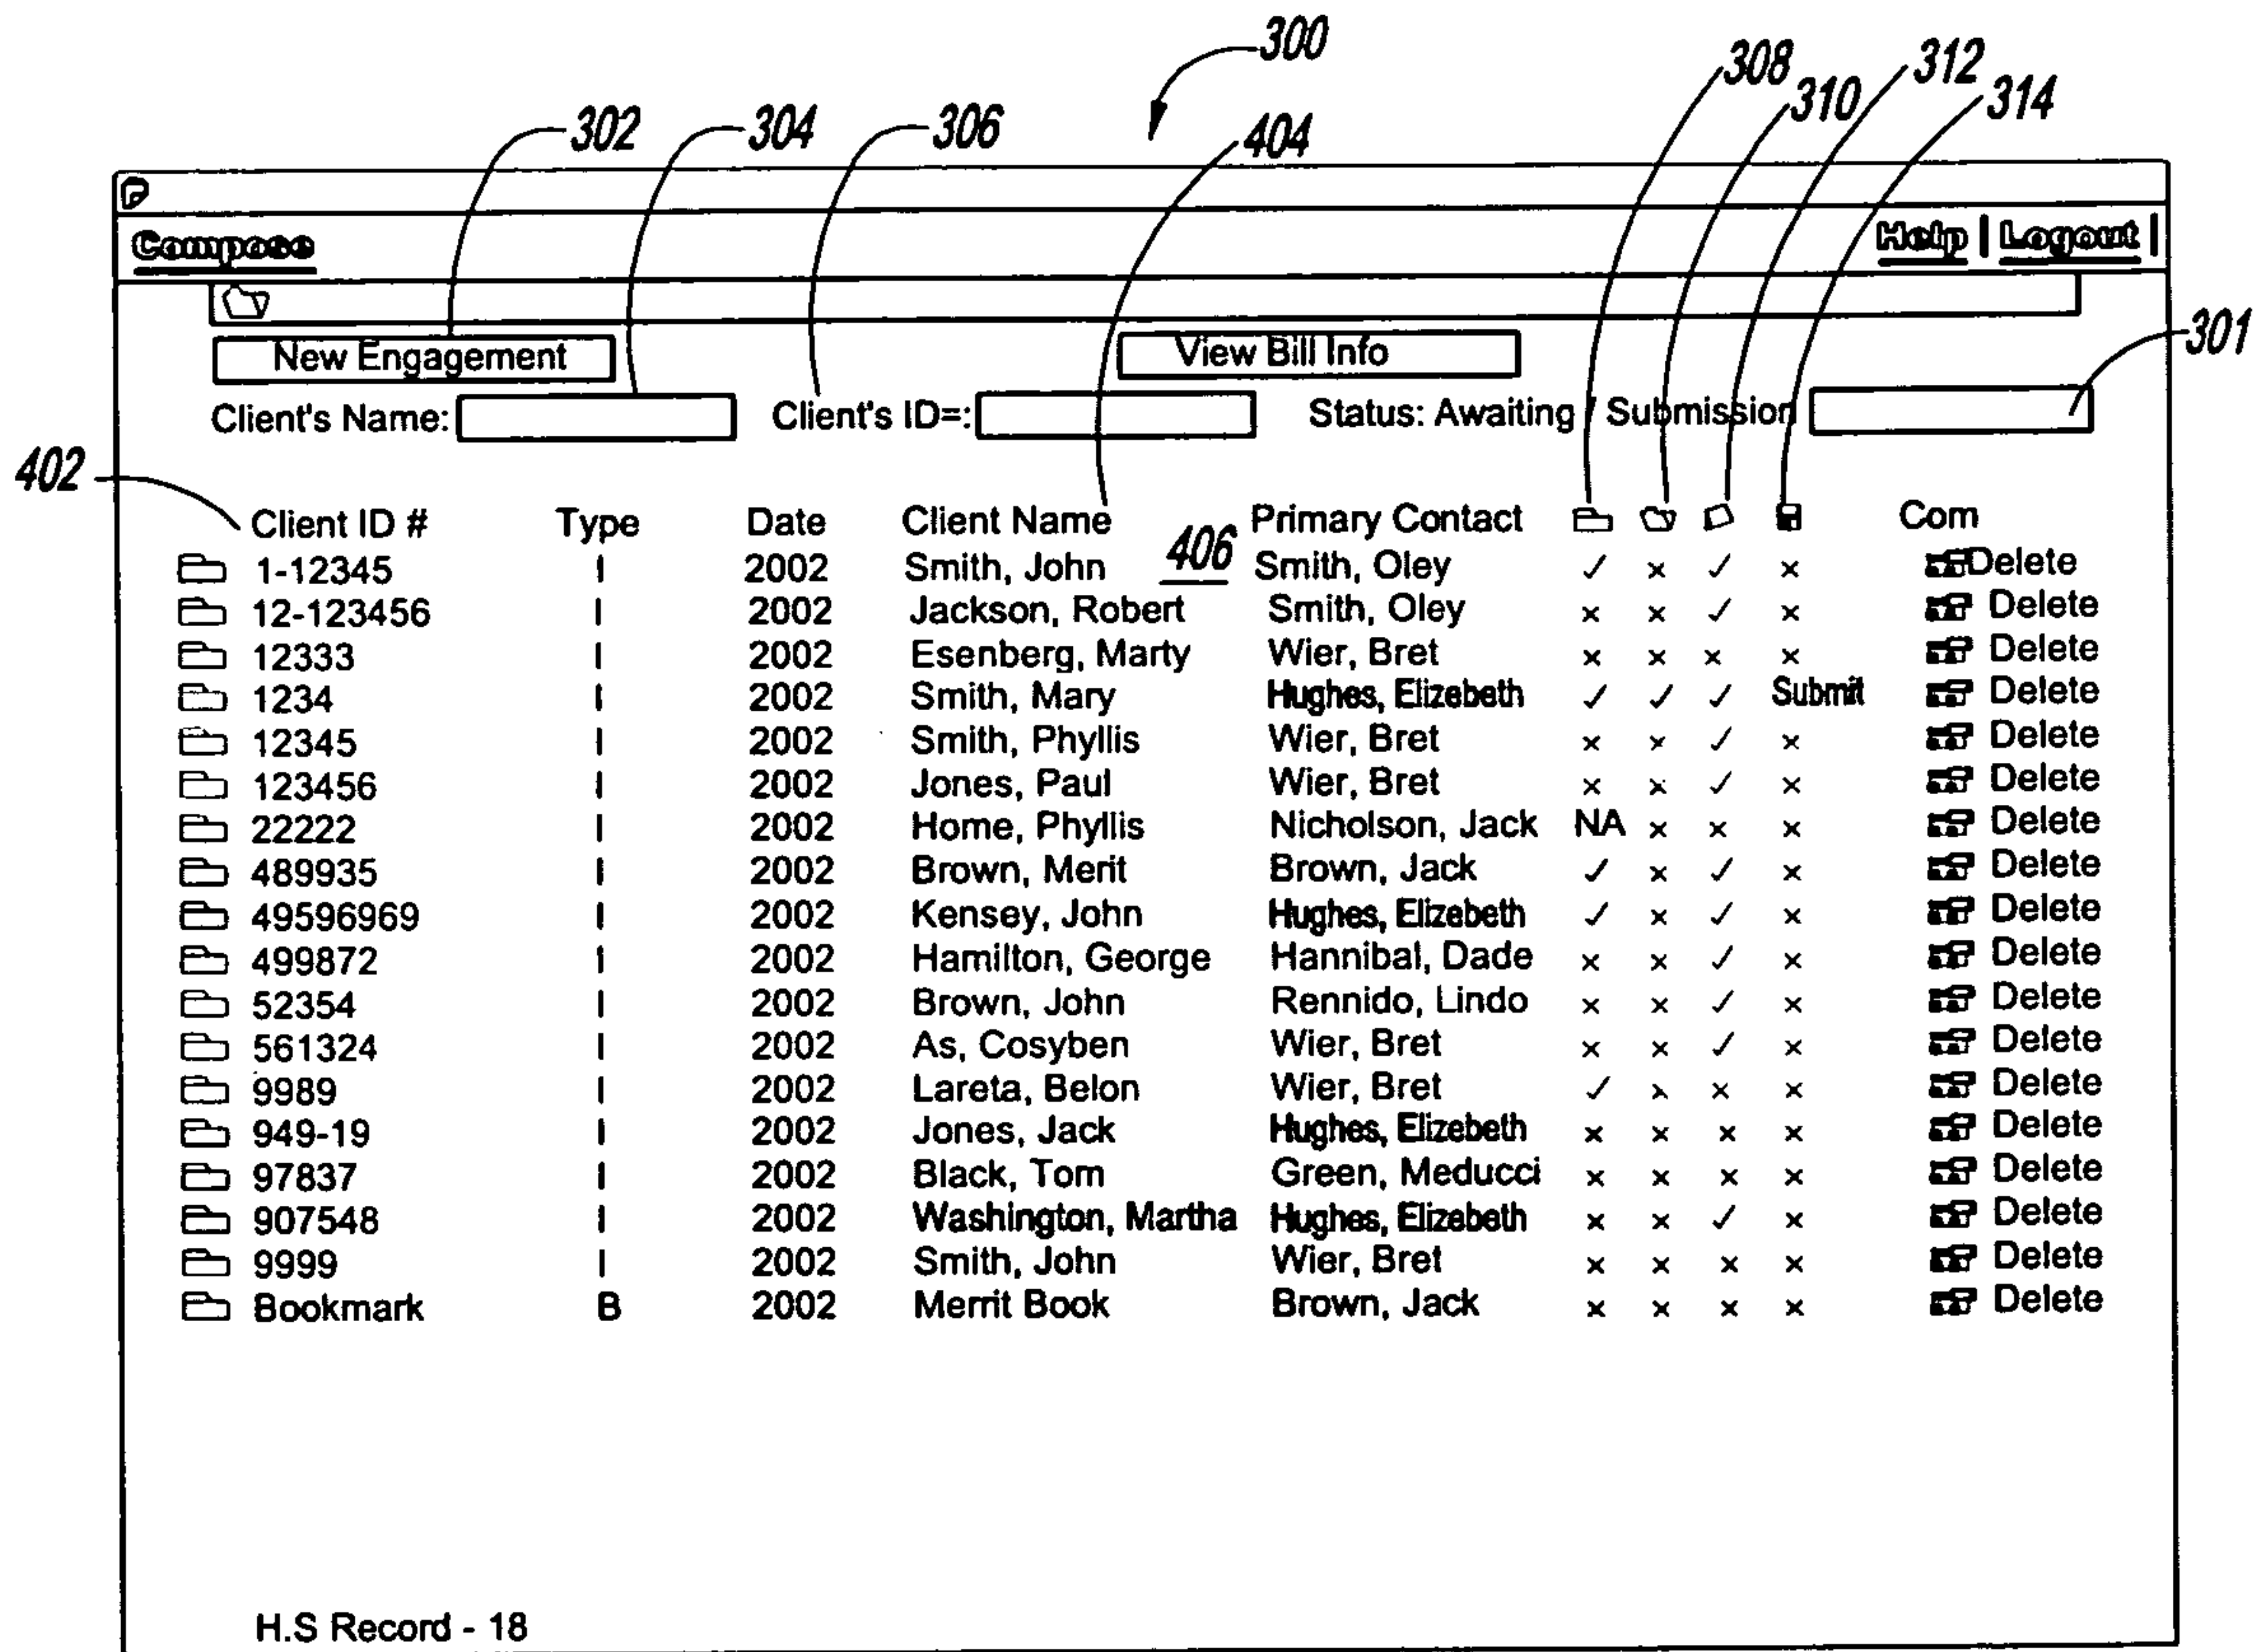 300
308
312
310
314
302
304
306
404
Compose
Help | Logout |
New Engagement View Bill Info
301
Client's Name: Client's ID=: Status: Awaiting / Submission
402
Client ID # Type Date Client Name Primary Contact Com
406
1-12345 I 2002 Smith, John Smith, Oley ✓ × ✓ × Delete
12-123456 I 2002 Jackson, Robert Smith, Oley × × ✓ × Delete
12333 I 2002 Esenberg, Marty Wier, Bret × × × × Delete
1234 I 2002 Smith, Mary Hughes, Elizebeth ✓ ✓ ✓ Submit Delete
12345 I 2002 Smith, Phyllis Wier, Bret × × ✓ × Delete
123456 I 2002 Jones, Paul Wier, Bret × × ✓ × Delete
22222 I 2002 Home, Phyllis Nicholson, Jack NA × × × Delete
489935 I 2002 Brown, Merit Brown, Jack ✓ × ✓ × Delete
49596969 I 2002 Kensey, John Hughes, Elizebeth ✓ × ✓ × Delete
499872 I 2002 Hamilton, George Hannibal, Dade × × ✓ × Delete
52354 I 2002 Brown, John Rennido, Lindo × × ✓ × Delete
561324 I 2002 As, Cosyben Wier, Bret × × ✓ × Delete
9989 I 2002 Lareta, Belon Wier, Bret ✓ × × × Delete
949-19 I 2002 Jones, Jack Hughes, Elizebeth × × × × Delete
97837 I 2002 Black, Tom Green, Meducci × × × × Delete
907548 I 2002 Washington, Martha Hughes, Elizebeth × × ✓ × Delete
9999 I 2002 Smith, John Wier, Bret × × × × Delete
Bookmark B 2002 Merrit Book Brown, Jack × × × × Delete
H.S Record - 18